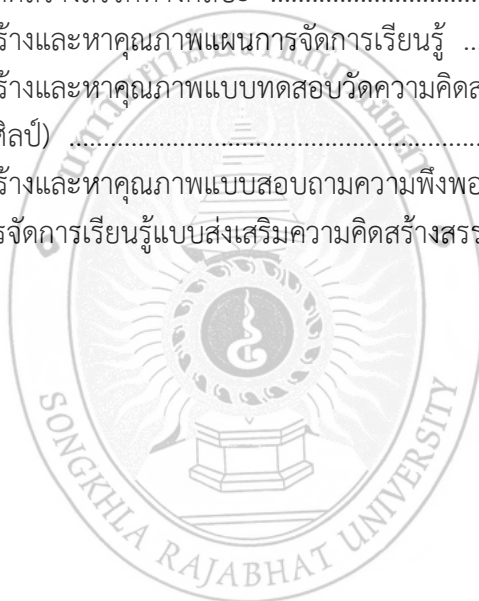 ร้างและหาคุณภาพแผนการจัดการเรียนรู้ ..
ร้างและหาคุณภาพแบบทดสอบวัดความคิดส
ศิลป์) ..........................................................
ร้างและหาคุณภาพแบบสอบถามความพึงพอ
รจัดการเรียนรู้แบบส่งเสริมความคิดสร้างสรร
SONGKHLA RAJABHAT UNIVERSITY